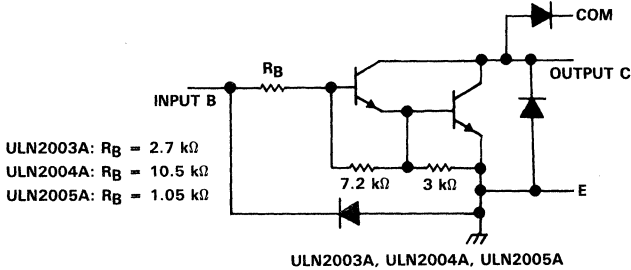 COM
R_B
OUTPUT C
INPUT B
ULN2003A: R_B = 2.7 kΩ
ULN2004A: R_B = 10.5 kΩ
ULN2005A: R_B = 1.05 kΩ
7.2 kΩ
3 kΩ
E
ULN2003A, ULN2004A, ULN2005A